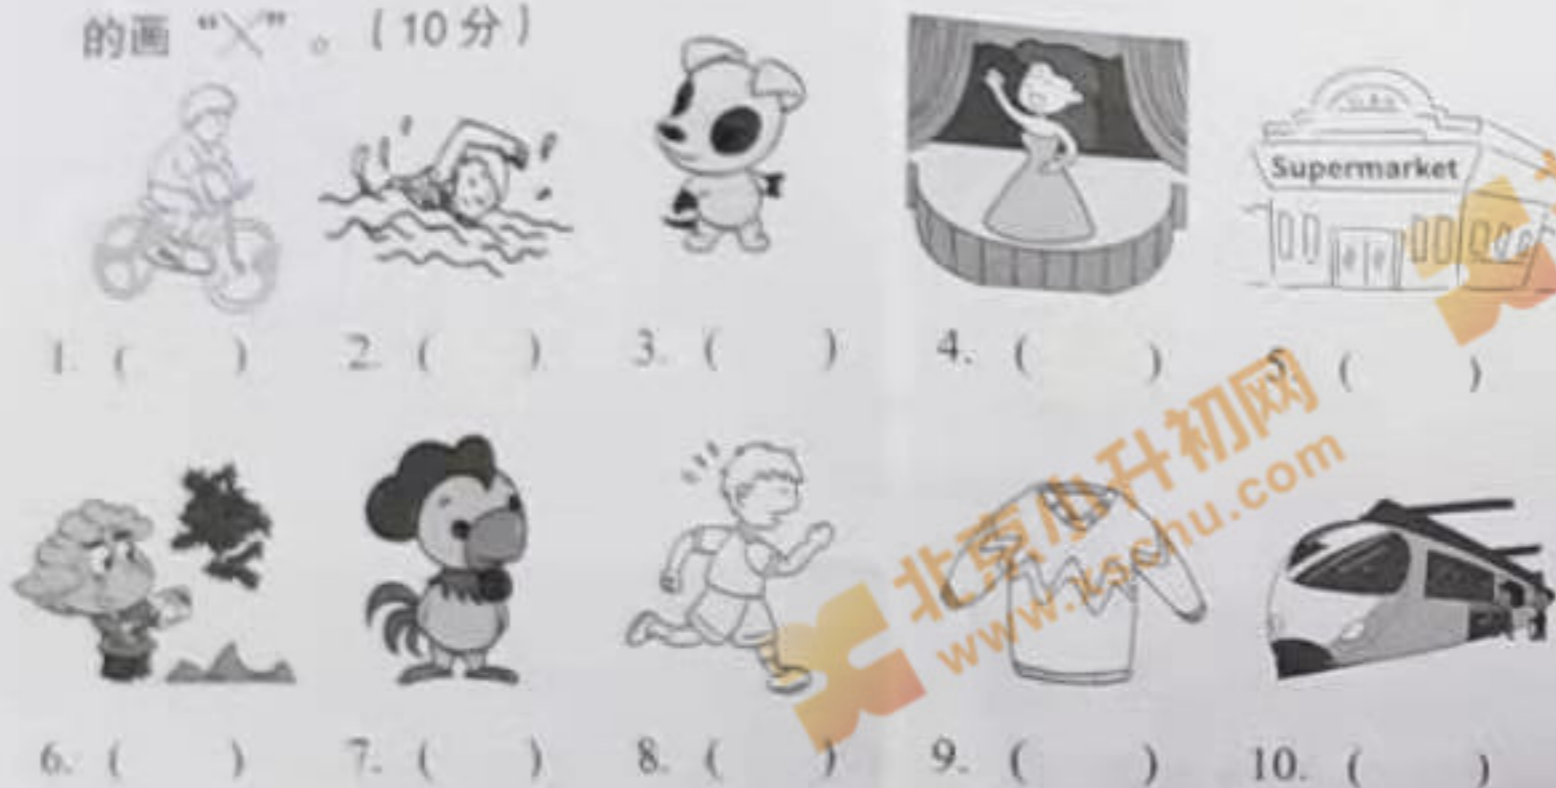 的画 “╳” 。(10分)
Supermarket
1. ( ) 2. ( ) 3. ( ) 4. ( ) 5. ( )
6. ( ) 7. ( ) 8. ( ) 9. ( ) 10. ( )
北京小升初网
www.xschu.com